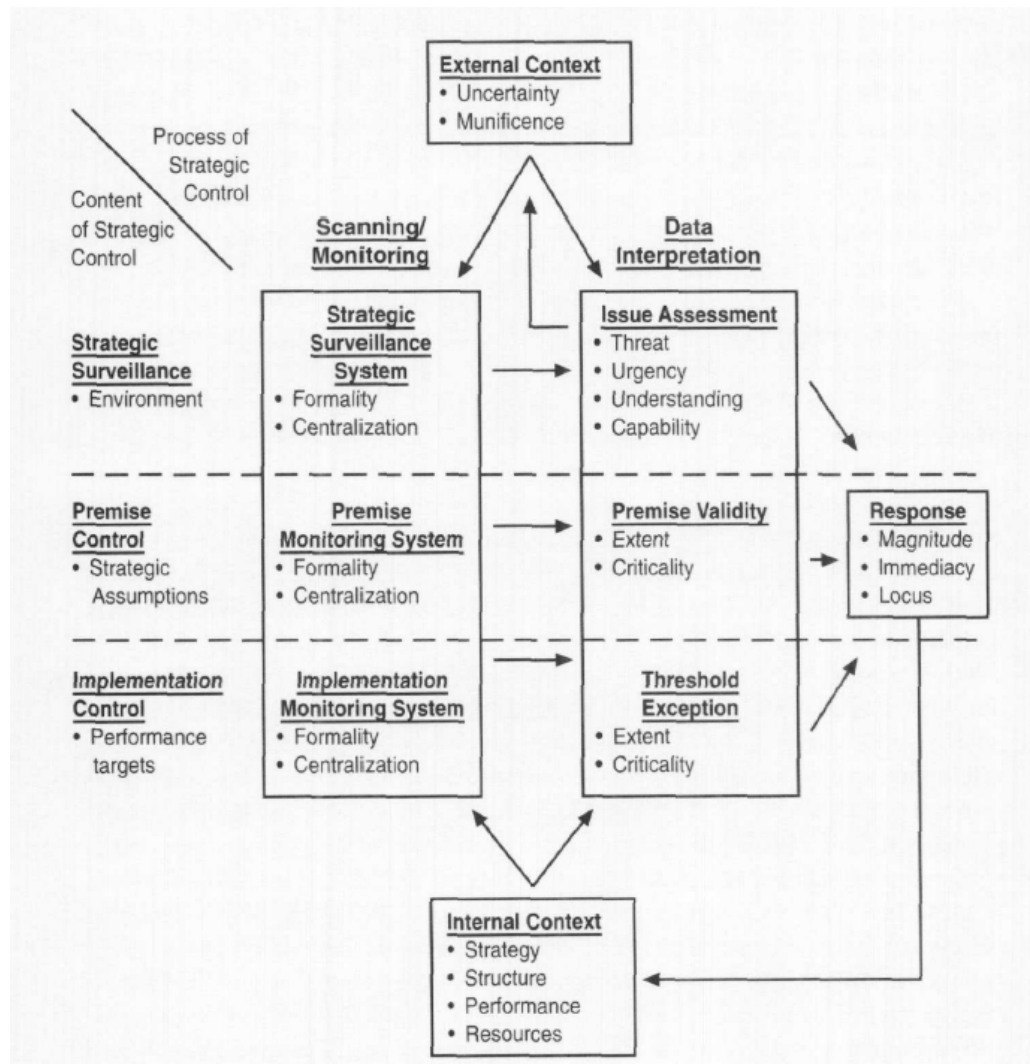 External Context
• Uncertainty
• Munificence
Process of
Strategic
Control
Content
of Strategic
Control
Scanning/
Monitoring
Data
Interpretation
Strategic
Surveillance
• Environment
Strategic
Surveillance
System
• Formality
• Centralization
Issue Assessment
• Threat
• Urgency
• Understanding
• Capability
Premise
Control
• Strategic
Assumptions
Premise
Monitoring System
• Formality
• Centralization
Premise Validity
• Extent
• Criticality
Response
• Magnitude
• Immediacy
• Locus
Implementation
Control
• Performance
targets
Implementation
Monitoring System
• Formality
• Centralization
Threshold
Exception
• Extent
• Criticality
Internal Context
• Strategy
• Structure
• Performance
• Resources